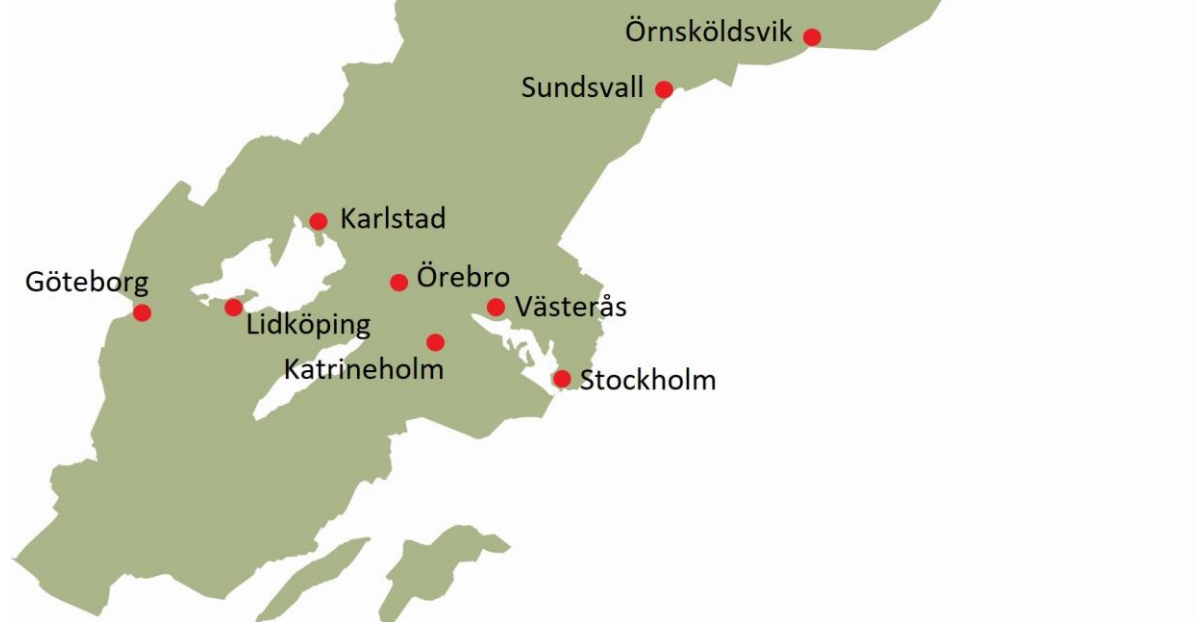 Örnsköldsvik
Sundsvall
Karlstad
Göteborg
Örebro
Västerås
Lidköping
Katrineholm
Stockholm